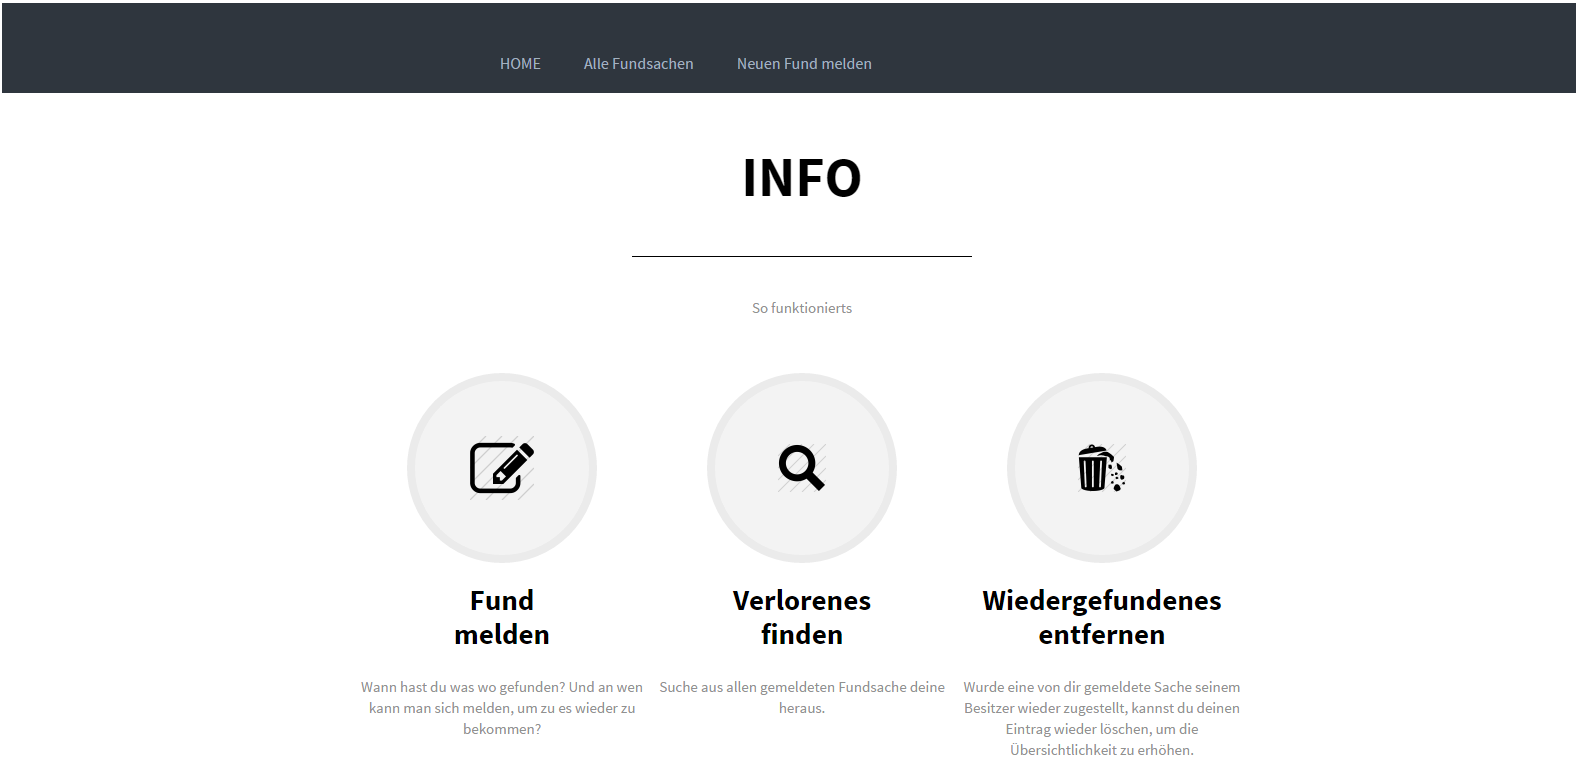 HOME Alle Fundsachen Neuen Fund melden
INFO
So funktionierts
Fund
melden
Wann hast du was wo gefunden? Und an wen
kann man sich melden, um zu es wieder zu
bekommen?
Verlorenes
finden
Suche aus allen gemeldeten Fundsache deine
heraus.
Wiedergefundenes
entfernen
Wurde eine von dir gemeldete Sache seinem
Besitzer wieder zugestellt, kannst du deinen
Eintrag wieder löschen, um die
Übersichtlichkeit zu erhöhen.